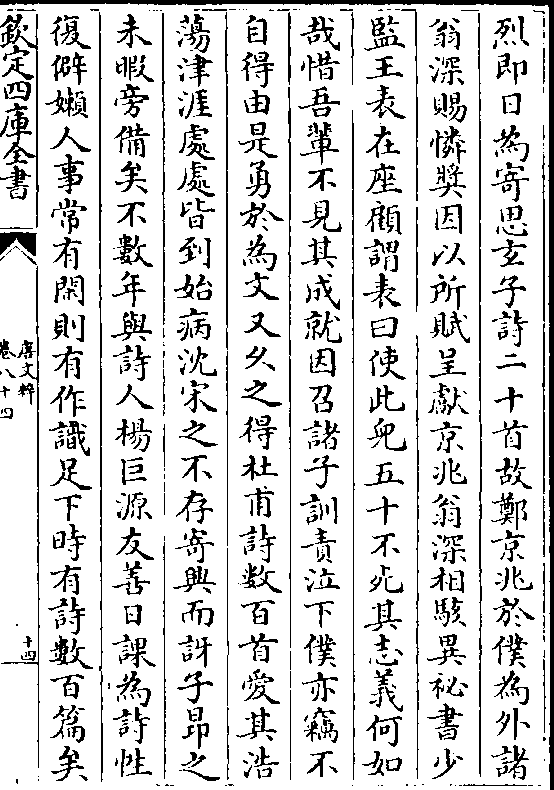 烈即日為寄思玄子詩二十首故鄭京兆於僕為外諸
翁深賜憐奬因以所賦呈獻京兆翁深相駭異祕書少
監王表在座顧謂表曰使此兒五十不死其志義何如
哉惜吾輩不見其成就因召諸子訓責泣下僕亦竊不
自得由是勇於為文又久之得杜甫詩數百首愛其浩
蕩津涯處處皆到始病沈宋之不存寄興而訝子昂之
未暇旁備矣不數年與詩人楊巨源友善日課為詩性
復僻嬾人事常有閑則有作識足下時有詩數百篇矣
欽定四庫全書
唐文粹
卷八十四
十四